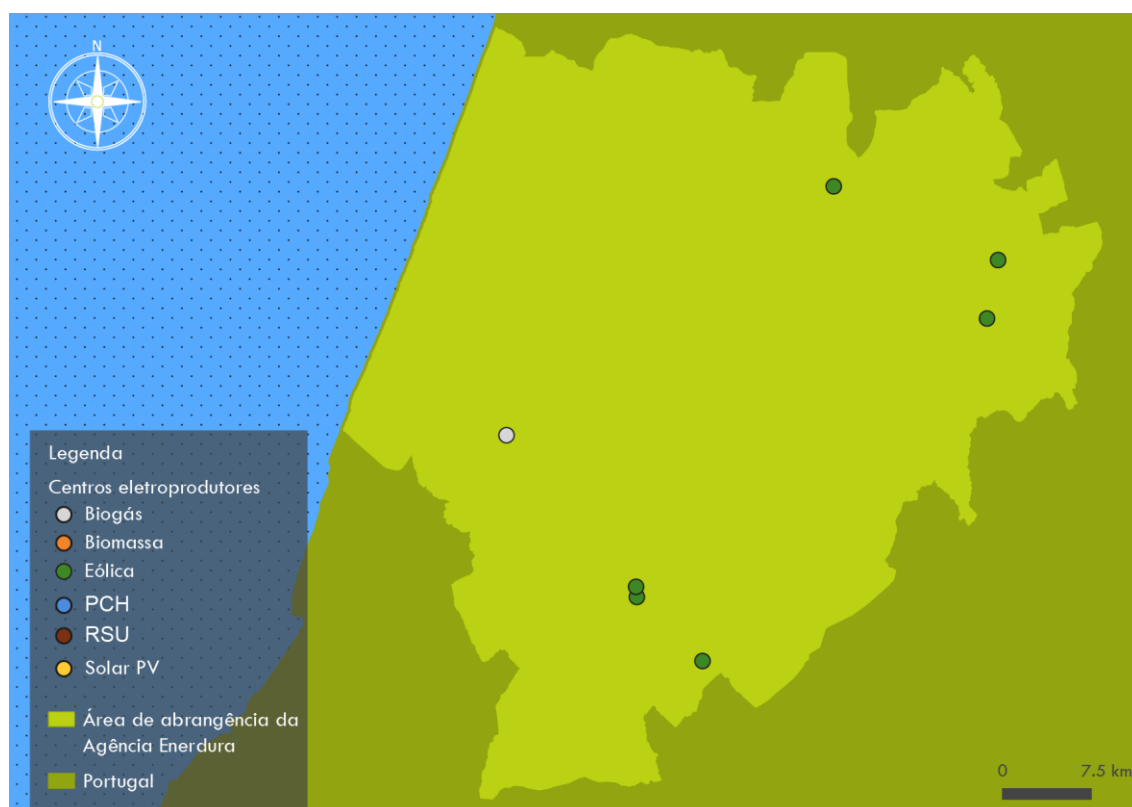 N
Legenda
Centros eletroprodutores
Biogás
Biomassa
Eólica
PCH
RSU
Solar PV
Área de abrangência da
Agência Enerdura
Portugal
0 7.5 km